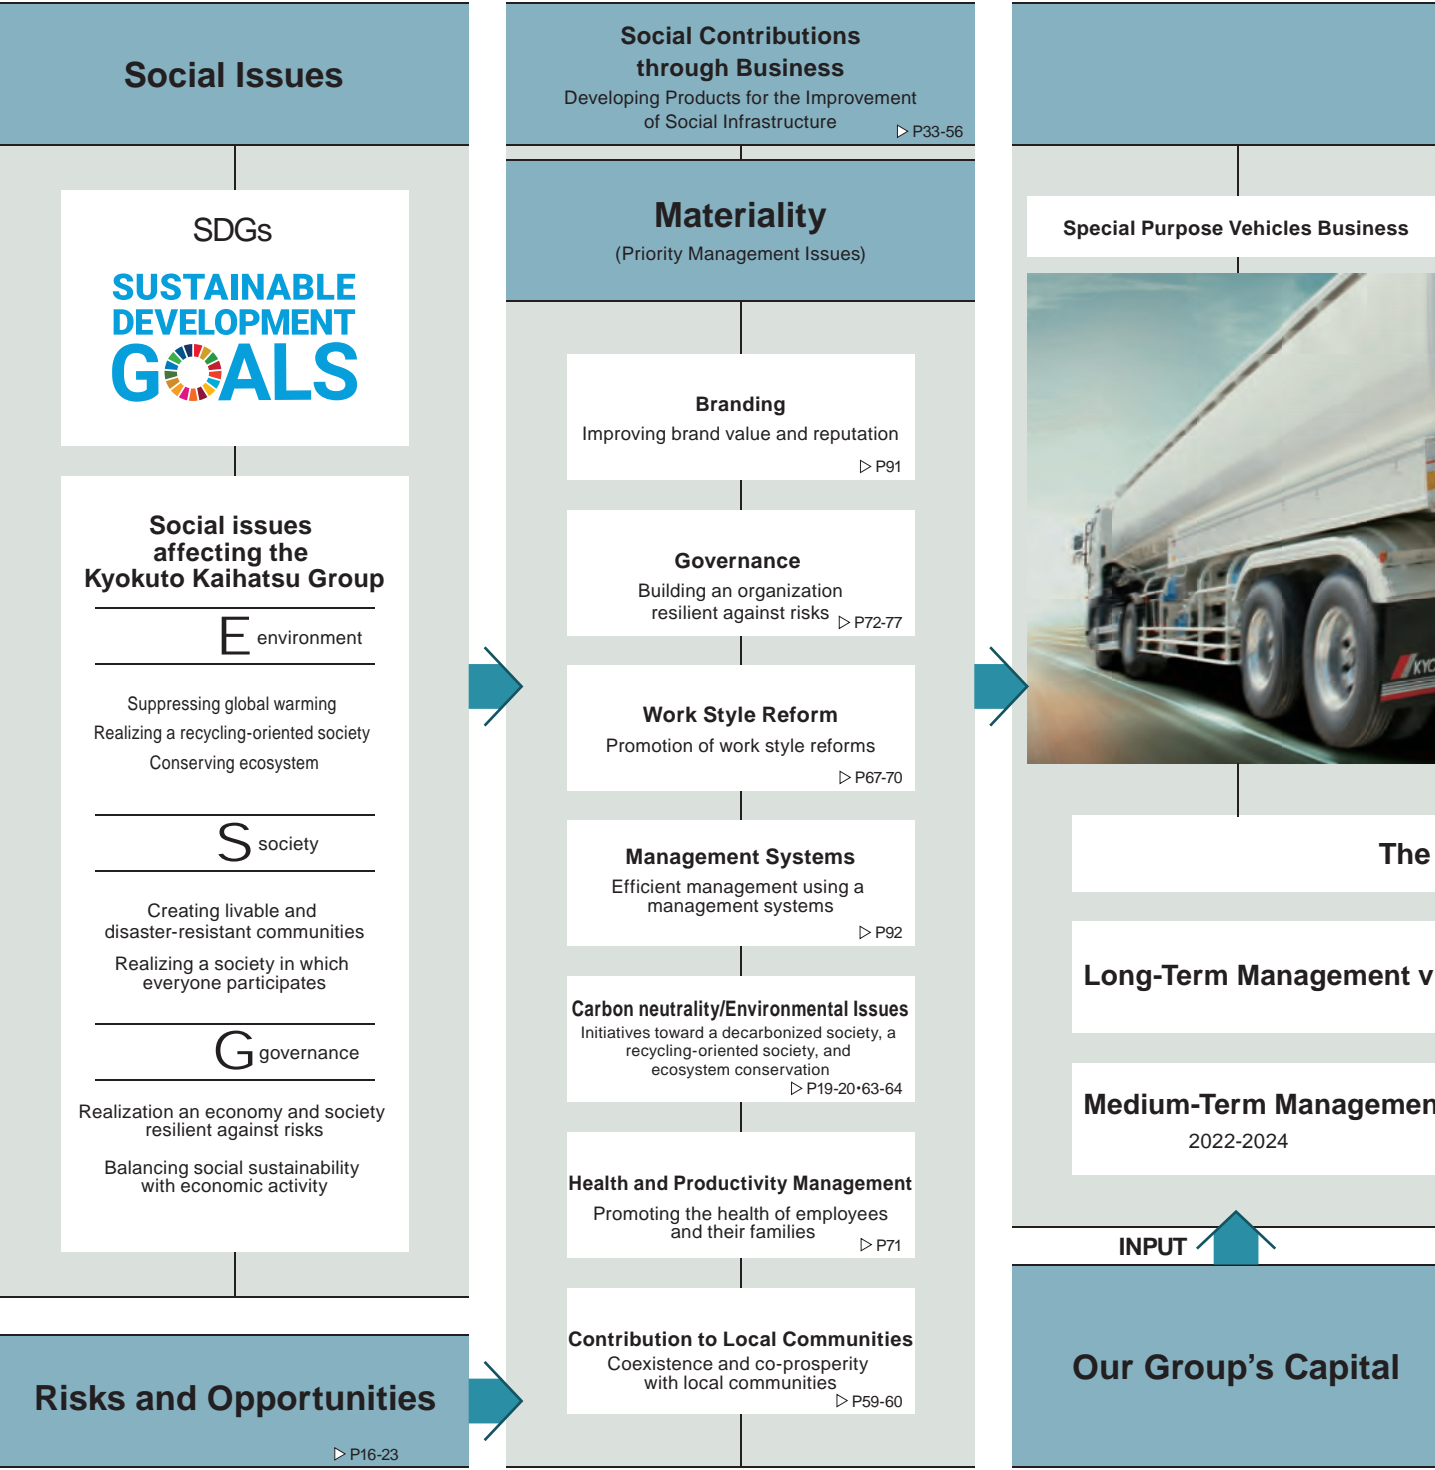 Social Issues
SDGs
SUSTAINABLE
DEVELOPMENT
GOALS
Social issues
affecting the
Kyokuto Kaihatsu Group
E environment
Suppressing global warming
Realizing a recycling-oriented society
Conserving ecosystem
S society
Creating livable and
disaster-resistant communities
Realizing a society in which
everyone participates
G governance
Realization an economy and society
resilient against risks
Balancing social sustainability
with economic activity
Risks and Opportunities
▷ P16-23
Social Contributions
through Business
Developing Products for the Improvement
of Social Infrastructure
▷ P33-56
Materiality
(Priority Management Issues)
Branding
Improving brand value and reputation
▷ P91
Governance
Building an organization
resilient against risks
▷ P72-77
Work Style Reform
Promotion of work style reforms
▷ P67-70
Management Systems
Efficient management using a
management systems
▷ P92
Carbon neutrality/Environmental Issues
Initiatives toward a decarbonized society, a
recycling-oriented society, and
ecosystem conservation
▷ P19-20•63-64
Health and Productivity Management
Promoting the health of employees
and their families
▷ P71
Contribution to Local Communities
Coexistence and co-prosperity
with local communities
▷ P59-60
Special Purpose Vehicles Business
KYO
The
Long-Term Management v
Medium-Term Managemen
2022-2024
INPUT
Our Group’s Capital